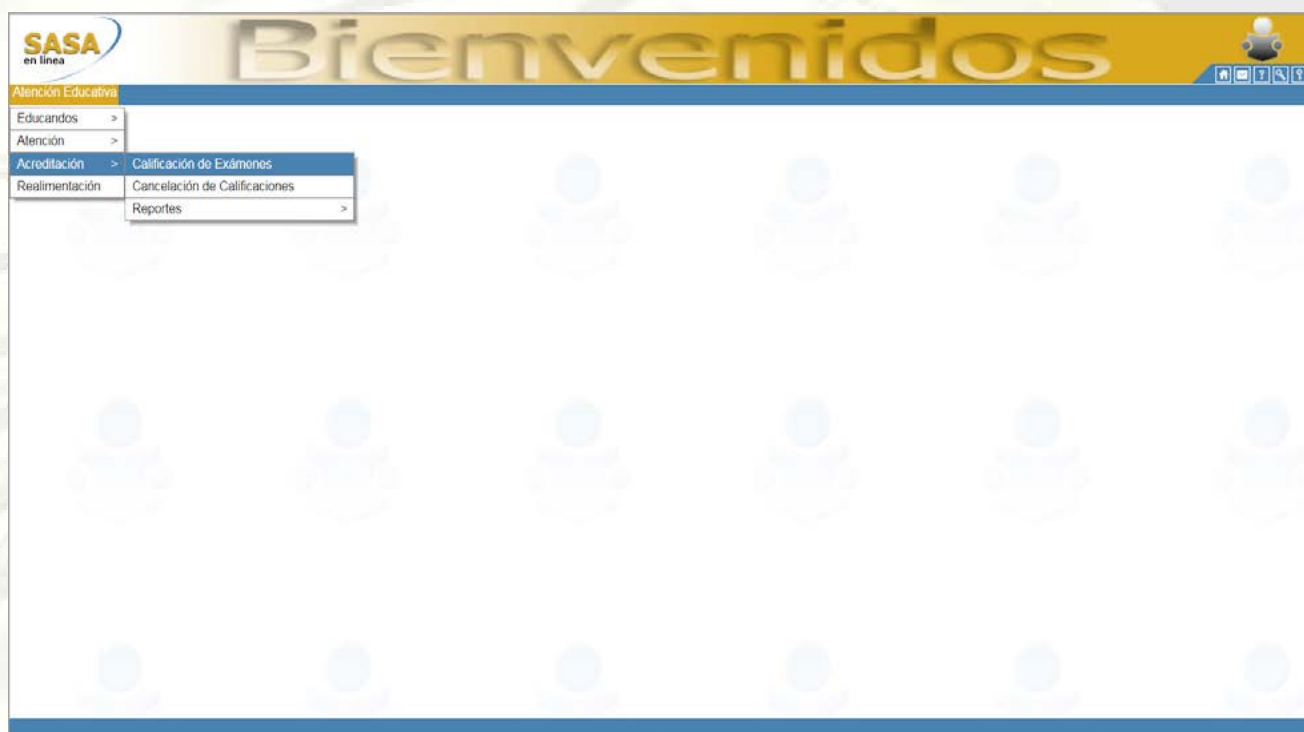 SASA
en línea
Bienvenidos
Atención Educativa
Educandos >
Atención >
Acreditación > Calificación de Exámenes
Realimentación Cancelación de Calificaciones
Reportes >